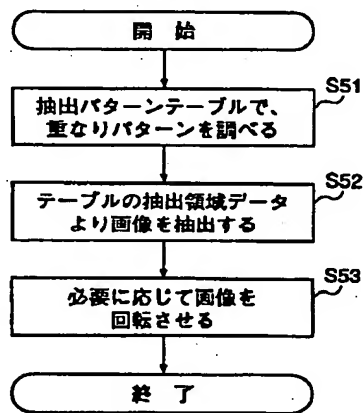 開始
S51
抽出パターンテーブルで、
重なりパターンを調べる
S52
テーブルの抽出領域データ
より画像を抽出する
S53
必要に応じて画像を
回転させる
終了